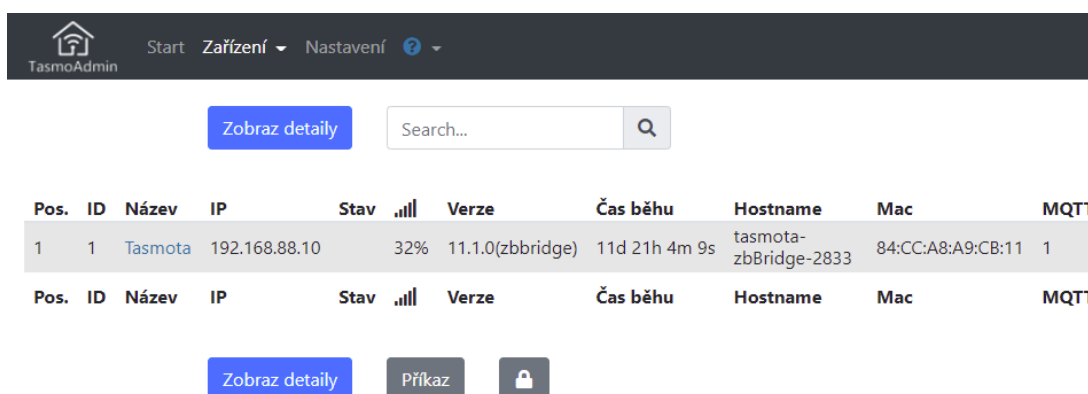 TasmoAdmin Start Zařízení Nastavení
Zobraz detaily Search...
Pos. ID Název IP Stav Verze Čas běhu Hostname Mac MQTT
1 1 Tasmota 192.168.88.10 32% 11.1.0(zbbridge) 11d 21h 4m 9s tasmota-zbBridge-2833 84:CC:A8:A9:CB:11 1
Pos. ID Název IP Stav Verze Čas běhu Hostname Mac MQTT
Zobraz detaily Příkaz